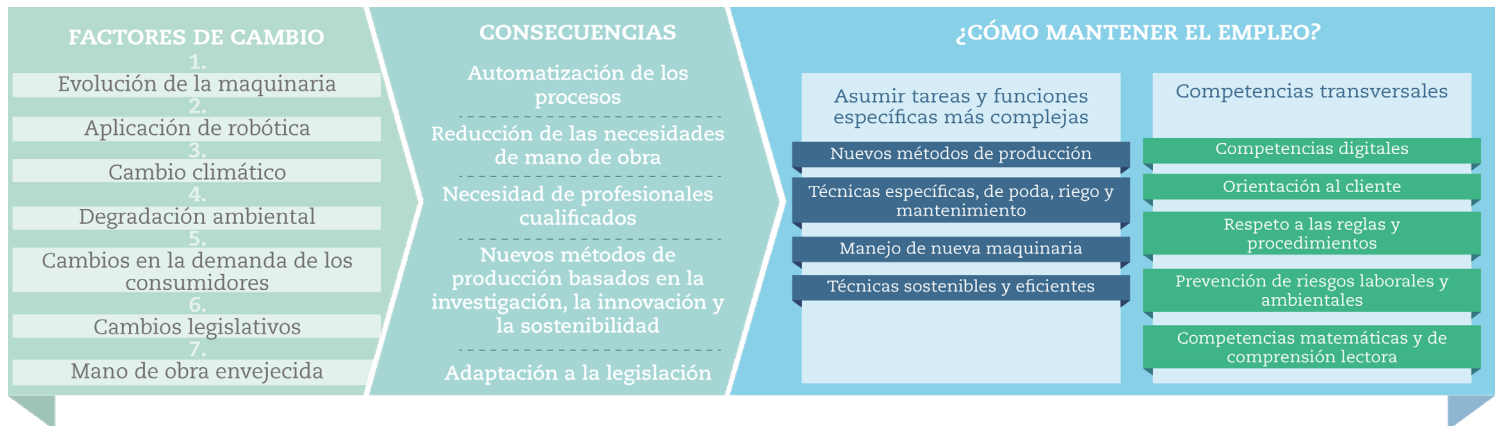 FACTORES DE CAMBIO
1.
Evolución de la maquinaria
2.
Aplicación de robótica
3.
Cambio climático
4.
Degradación ambiental
5.
Cambios en la demanda de los
consumidores
6.
Cambios legislativos
7.
Mano de obra envejecida
CONSECUENCIAS
Automatización de los
procesos
Reducción de las necesidades
de mano de obra
Necesidad de profesionales
cualificados
Nuevos métodos de
producción basados en la
investigación, la innovación y
la sostenibilidad
Adaptación a la legislación
¿CÓMO MANTENER EL EMPLEO?
Asumir tareas y funciones
específicas más complejas
Nuevos métodos de producción
Técnicas específicas, de poda, riego y
mantenimiento
Manejo de nueva maquinaria
Técnicas sostenibles y eficientes
Competencias transversales
Competencias digitales
Orientación al cliente
Respeto a las reglas y
procedimientos
Prevención de riesgos laborales y
ambientales
Competencias matemáticas y de
comprensión lectora